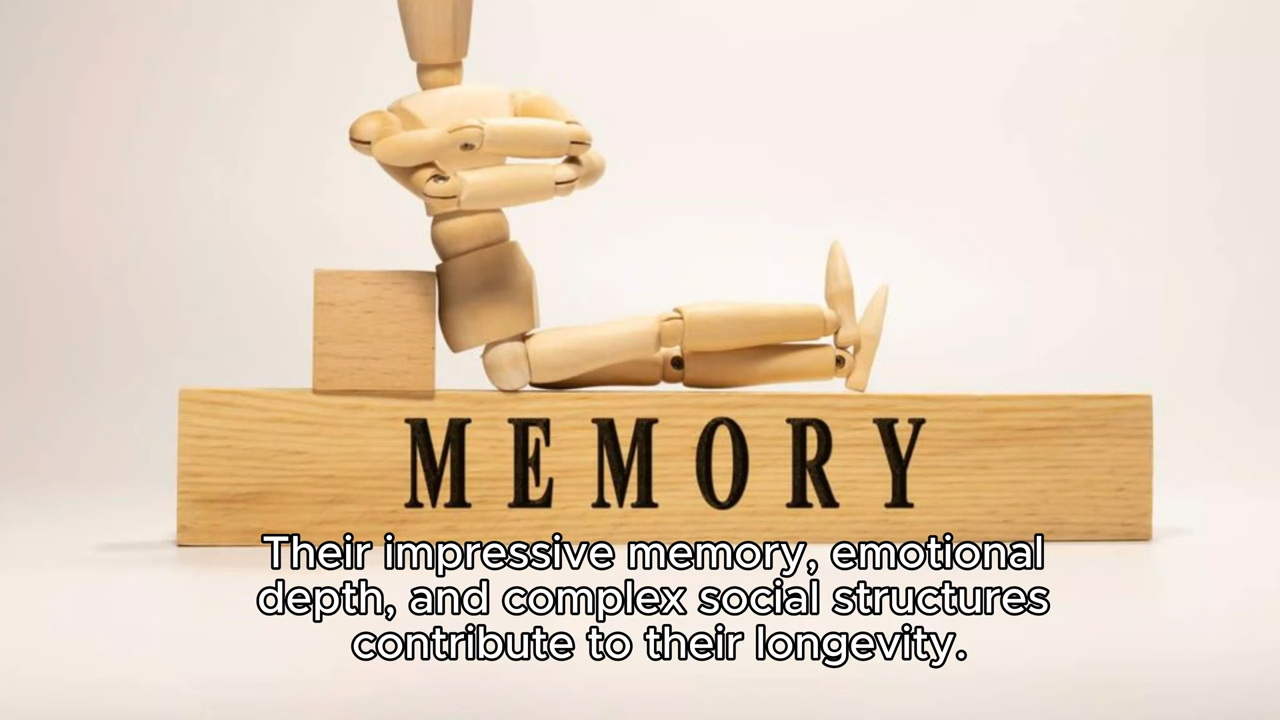 MEMORY
Their impressive memory, emotional
depth, and complex social structures
contribute to their longevity.